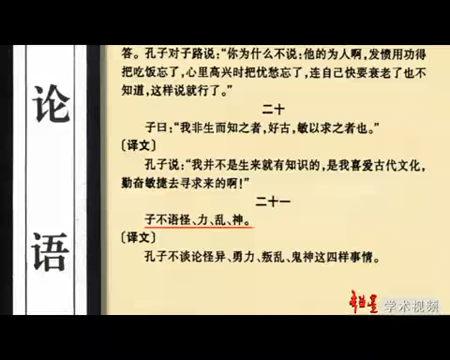 论语
答。孔子对子路说:“你为什么不说:他的为人啊,发愤用功得
把吃饭忘了,心里高兴时把忧愁忘了,连自己快要衰老了也不
知道,这样说就行了。”
二十
子曰:“我非生而知之者,好古,敏以求之者也。”
〔译文〕
孔子说:“我并不是生来就有知识的,是我喜爱古代文化,
勤奋敏捷去寻求来的啊!”
二十一
子不语怪、力、乱、神。
〔译文〕
孔子不谈论怪异、勇力、叛乱、鬼神这四样事情。
学术视频